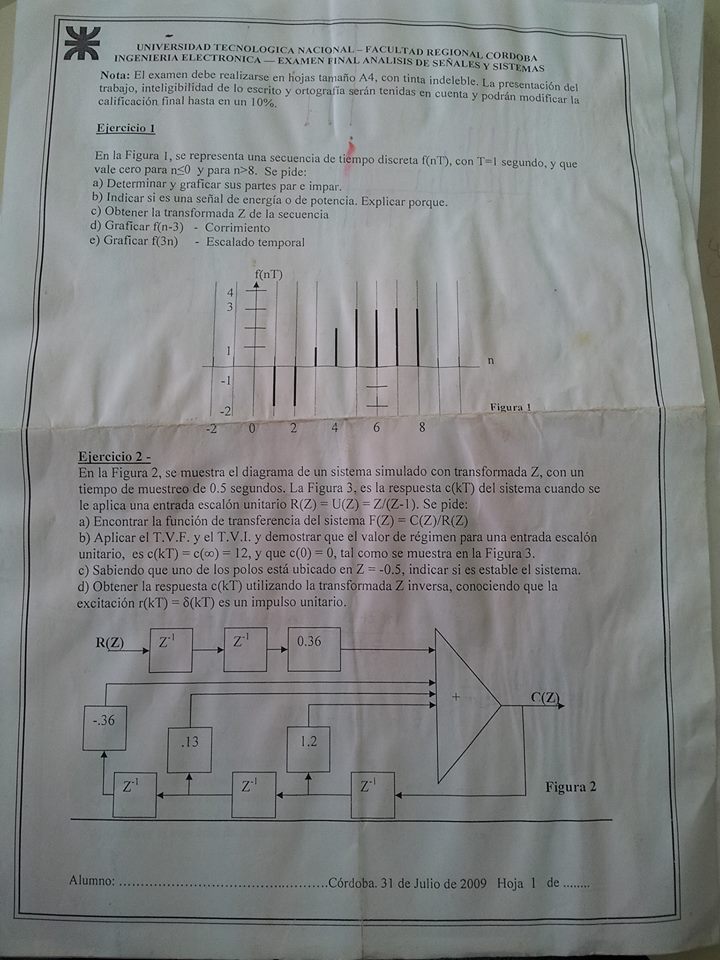 UNIVERSIDAD TECNOLOGICA NACIONAL – FACULTAD REGIONAL CORDOBA
INGENIERIA ELECTRONICA — EXAMEN FINAL ANALISIS DE SEÑALES Y SISTEMAS
Nota: El examen debe realizarse en hojas tamaño A4, con tinta indeleble. La presentación del
trabajo, inteligibilidad de lo escrito y ortografía serán tenidas en cuenta y podrán modificar la
calificación final hasta en un 10%.
Ejercicio 1
En la Figura 1, se representa una secuencia de tiempo discreta f(nT), con T=1 segundo, y que
vale cero para n≤0 y para n>8. Se pide:
a) Determinar y graficar sus partes par e impar.
b) Indicar si es una señal de energía o de potencia. Explicar porque.
c) Obtener la transformada Z de la secuencia
d) Graficar f(n-3) - Corrimiento
e) Graficar f(3n) - Escalado temporal
f(nT)
4
3
1
n
-1
-2
Figura 1
-2 0 2 4 6 8
Ejercicio 2 -
En la Figura 2, se muestra el diagrama de un sistema simulado con transformada Z, con un
tiempo de muestreo de 0.5 segundos. La Figura 3, es la respuesta c(kT) del sistema cuando se
le aplica una entrada escalón unitario R(Z) = U(Z) = Z/(Z-1). Se pide:
a) Encontrar la función de transferencia del sistema F(Z) = C(Z)/R(Z)
b) Aplicar el T.V.F. y el T.V.I. y demostrar que el valor de régimen para una entrada escalón
unitario, es c(kT) = c(∞) = 12, y que c(0) = 0, tal como se muestra en la Figura 3.
c) Sabiendo que uno de los polos está ubicado en Z = -0.5, indicar si es estable el sistema.
d) Obtener la respuesta c(kT) utilizando la transformada Z inversa, conociendo que la
excitación r(kT) = δ(kT) es un impulso unitario.
R(Z) Z-1 Z-1 0.36
+ C(Z)
-.36 .13 1.2
Z-1 Z-1 Z-1 Figura 2
Alumno: ..................................................Córdoba. 31 de Julio de 2009 Hoja 1 de ........